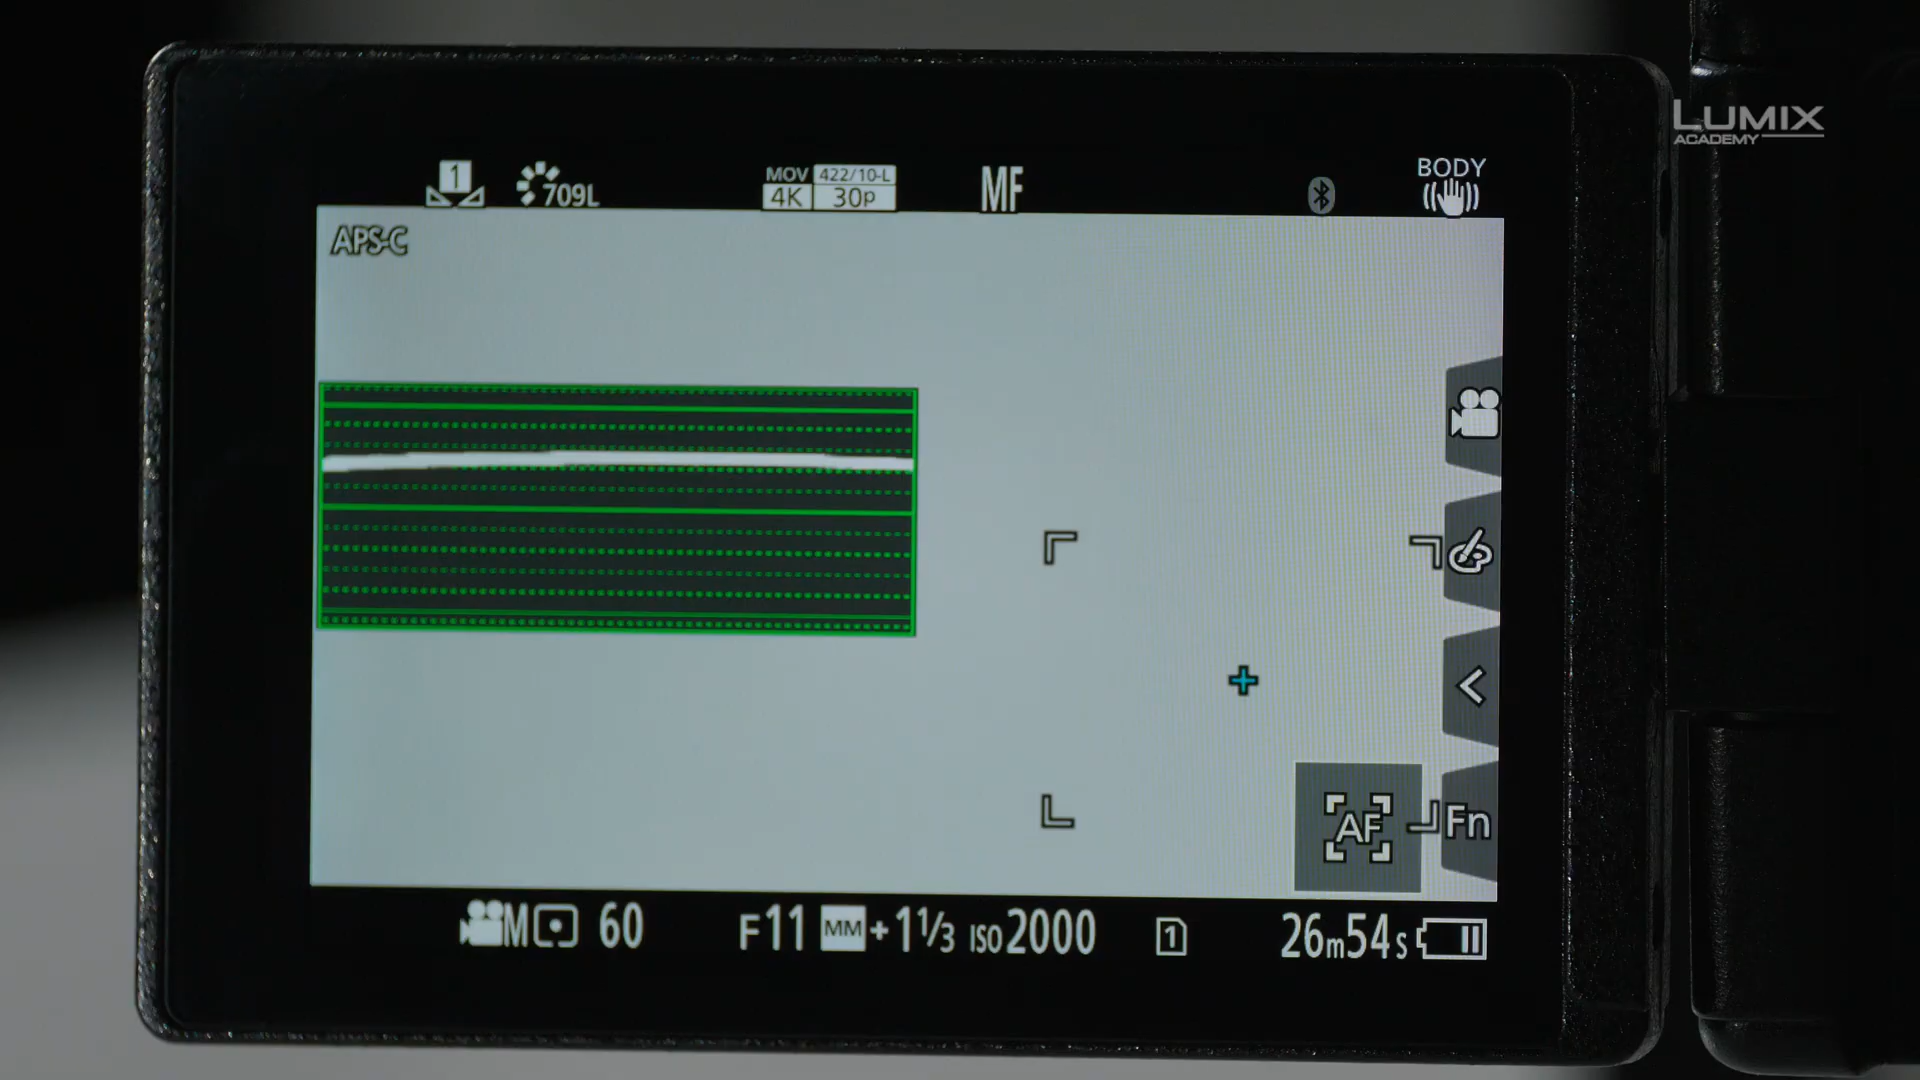 LUMIX
ACADEMY
1 709L MOV 4K 422/10-L 30p MF BODY
APS-C
AF Fn
M 60 F11 MM +1⅓ ISO2000 1 26m54s